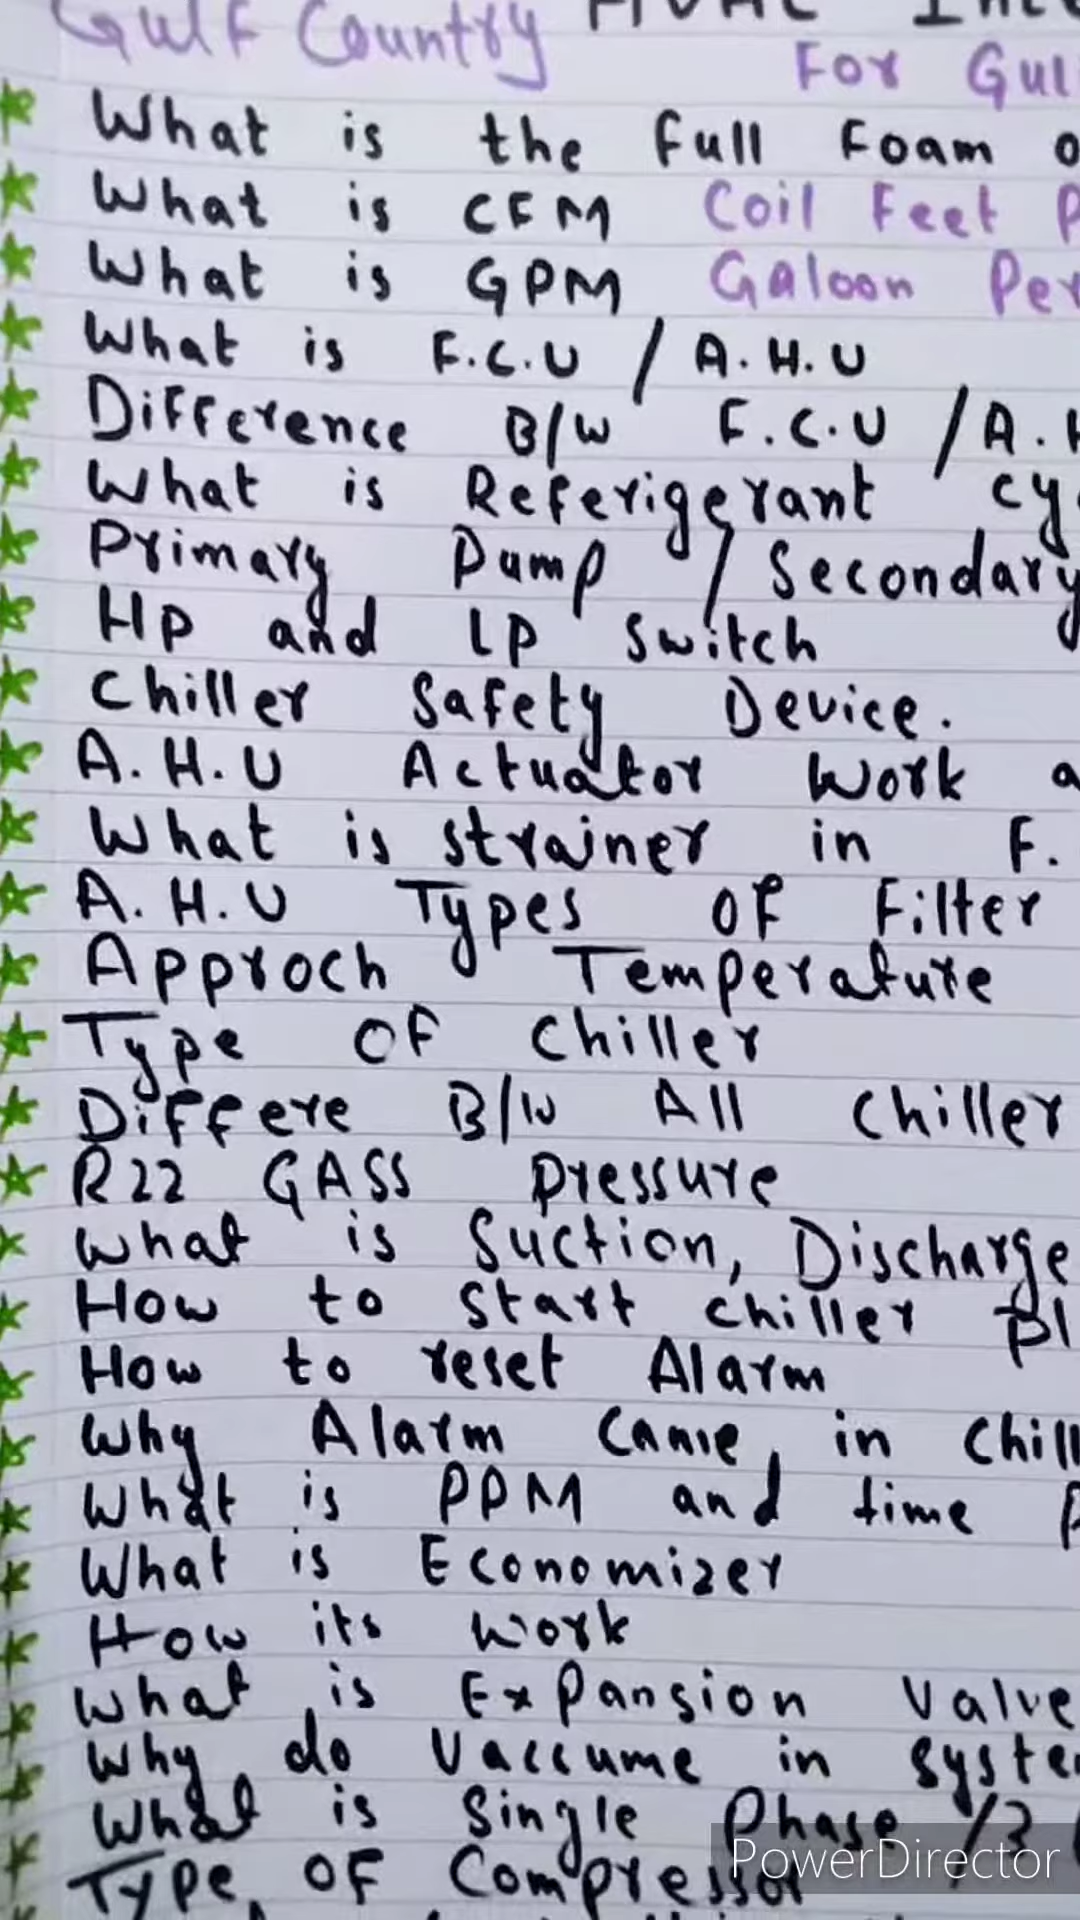 Gulf Country HVAC
For Gul
What is the full Foam o
What is CFM Coil Feet P
What is GPM Galoon Per
What is F.C.U / A.H.U
Difference B/w F.C.U / A.H
What is Referigerant cy
Primary Pump / Secondary
HP and LP Switch
Chiller Safety Device.
A.H.U Actuator Work a
What is strainer in F.
A.H.U Types OF Filter
Approch Temperature
Type OF Chiller
Differe B/w All Chiller
R22 GASS Pressure
What is Suction, Discharge
How to start chiller pl
How to reset Alarm
Why Alarm Came in Chill
What is PPM and time P
What is Economizer
How its work
What is Expansion Valve
Why do Vaccume in syste
What is Single Phase /3
Type OF Compressor
PowerDirector